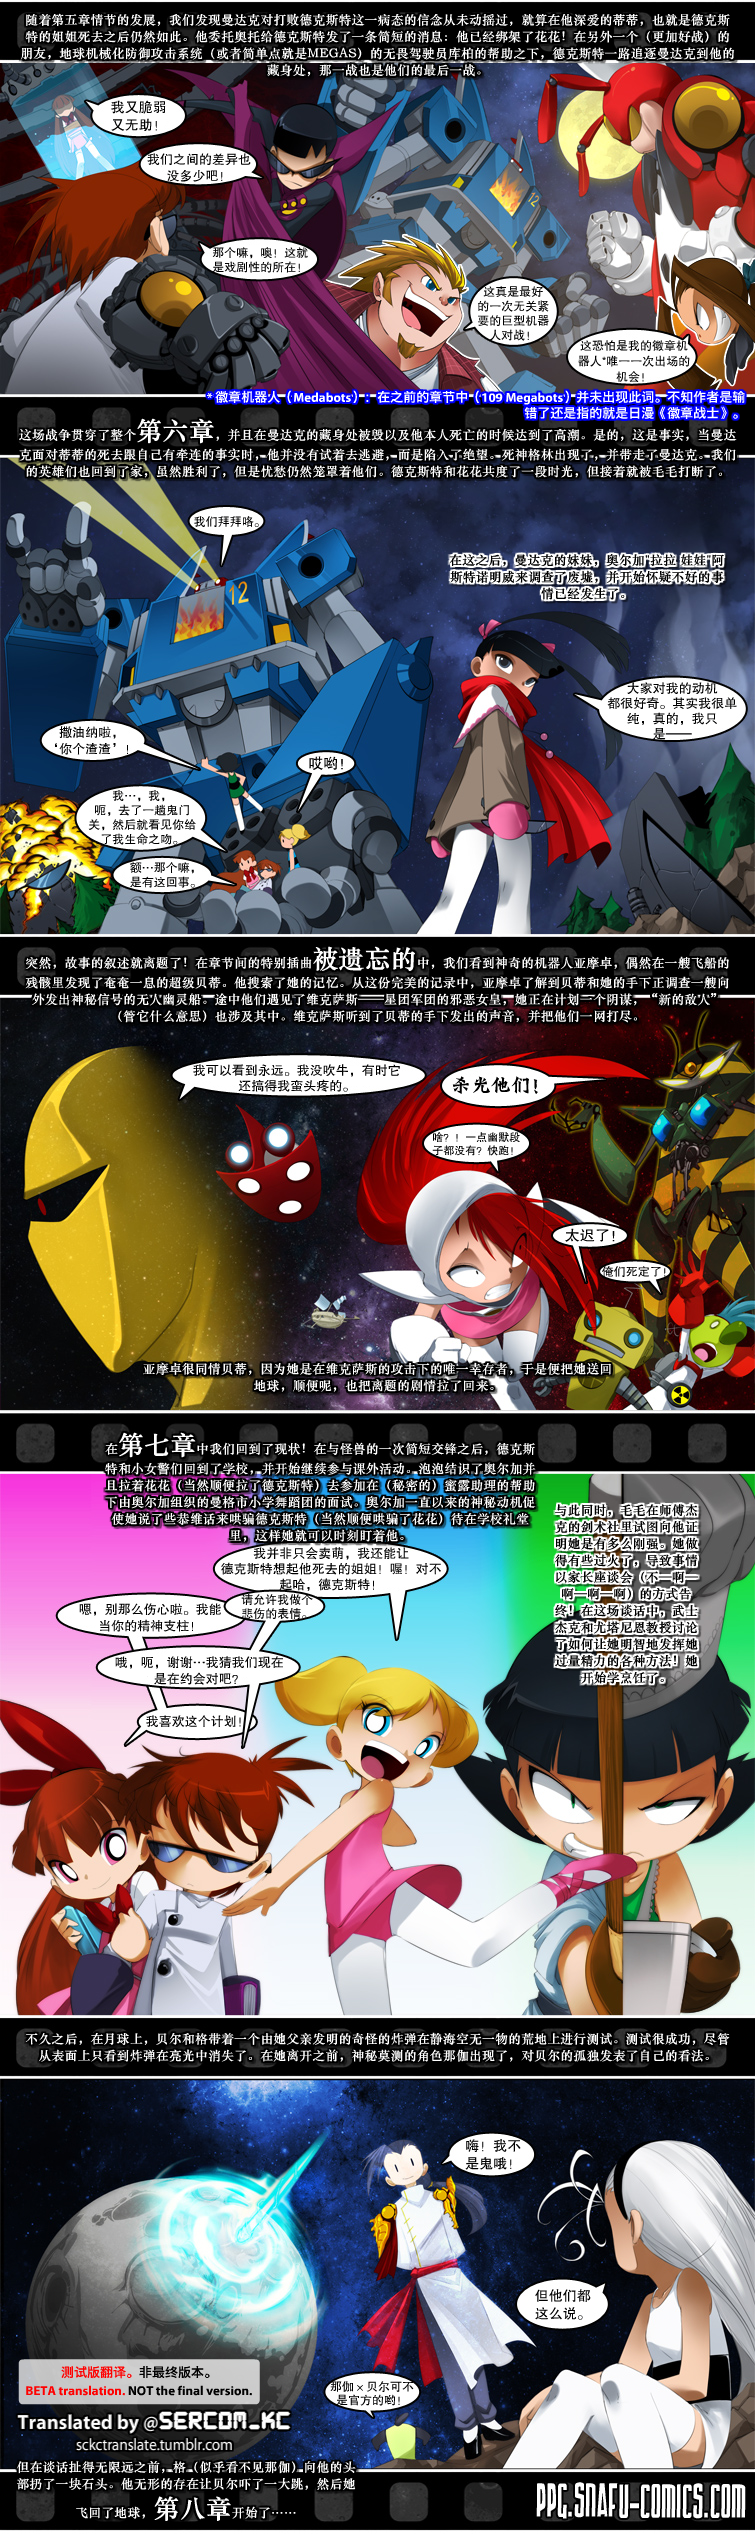 随着第五章情节的发展，我们发现曼达克对打败德克斯特这一病态的信念从未动摇过，就算在他深爱的蒂蒂，也就是德克斯
特的姐姐死去之后仍然如此。他委托奥托给德克斯特发了一条简短的消息：他已经绑架了花花！在另外一个（更加好战）的
朋友，地球机械化防御攻击系统（或者简单点就是MEGAS）的无畏驾驶员库柏的帮助之下，德克斯特一路追逐曼达克到他的
藏身处，那一战也是他们的最后一战。
我又脆弱
又无助！
我们之间的差异也
没多少吧！
那个嘛，噢！这就
是戏剧性的所在！
这真是最好
的一次无关紧
要的巨型机器
人对战！
这恐怕是我的徽章机
器人*唯一一次出场的
机会！
* 徽章机器人（Medabots'）：在之前的章节中（'109 Megabots'）并未出现此词。不知作者是输
错了还是指的就是日漫《徽章战士》。
这场战争贯穿了整个第六章，并且在曼达克的藏身处被毁以及他本人死亡的时候达到了高潮。是的，这是事实，当曼达
克面对蒂蒂的死去跟自己有牵连的事实时，他并没有试着去逃避，而是陷入了绝望。死神格林出现了，并带走了曼达克。我们
的英雄们也回到了家，虽然胜利了，但是忧愁仍然笼罩着他们。德克斯特和花花共度了一段时光，但接着就被毛毛打断了。
我们拜拜咯。
12
在这之后，曼达克的妹妹，奥尔加"拉拉 娃娃"阿
斯特诺明威来调查了废墟，并开始怀疑不好的事
情已经发生了。
大家对我的动机
都很好奇。其实我很单
纯，真的，我只
是——
撒油纳啦，
‘你个渣渣’！
哎哟！
我…，我，
呃，去了一趟鬼门
关，然后就看见你给
了我生命之吻。
额…那个嘛，
是有这回事。
突然，故事的叙述就离题了！在章节间的特别插曲被遗忘的中，我们看到神奇的机器人亚摩卓，偶然在一艘飞船的
残骸里发现了奄奄一息的超级贝蒂。他搜索了她的记忆。从这份完美的记录中，亚摩卓了解到贝蒂和她的手下正调查一艘向
外发出神秘信号的无人幽灵船。途中他们遇见了维克萨斯——星团军团的邪恶女皇，她正在计划一个阴谋，“新的敌人”
（管它什么意思）也涉及其中。维克萨斯听到了贝蒂的手下发出的声音，并把他们一网打尽。
我可以看到永远。我没吹牛，有时它
还搞得我蛮头疼的。
杀光他们！
啥？！一点幽默段
子都没有？快跑！
太迟了！
俺们死定了！
亚摩卓很同情贝蒂，因为她是在维克萨斯的攻击下的唯一幸存者，于是便把她送回
地球，顺便呢，也把离题的剧情拉了回来。
在第七章中我们回到了现状！在与怪兽的一次简短交锋之后，德克斯
特和小女警们回到了学校，并开始继续参与课外活动。泡泡结识了奥尔加并
且拉着花花（当然顺便拉了德克斯特）去参加在（秘密的）蜜露助理的帮助
下由奥尔加组织的曼格市小学舞蹈团的面试。奥尔加一直以来的神秘动机促
使她说了些恭维话来哄骗德克斯特（当然顺便哄骗了花花）待在学校礼堂
里，这样她就可以时刻盯着他。
与此同时，毛毛在师傅杰
克的剑术社里试图向他证
明她是有多么刚强。她做
得有些过火了，导致事情
以家长座谈会（不—啊—
啊—啊—啊）的方式告
终！在这场谈话中，武士
杰克和尤塔尼恩教授讨论
了如何让她明智地发挥她
过量精力的各种方法！她
开始学烹饪了。
我并非只会卖萌，我还能让
德克斯特想起他死去的姐姐！喔！对不
起哈，德克斯特！
嗯，别那么伤心啦。我能
当你的精神支柱！
请允许我做个
悲伤的表情。
哦，呃，谢谢…我猜我们现在
是在约会对吧？
我喜欢这个计划！
不久之后，在月球上，贝尔和格带着一个由她父亲发明的奇怪的炸弹在静海空无一物的荒地上进行测试。测试很成功，尽管
从表面上只看到炸弹在亮光中消失了。在她离开之前，神秘莫测的角色那伽出现了，对贝尔的孤独发表了自己的看法。
嗨！我不
是鬼哦！
但他们都
这么说。
那伽×贝尔可不
是官方的哟！
测试版翻译。非最终版本。
BETA translation. NOT the final version.
Translated by @SERCOM_KC
sckctranslate.tumblr.com
但在谈话扯得无限远之前，格（似乎看不见那伽）向他的头
部扔了一块石头。他无形的存在让贝尔吓了一大跳，然后她
飞回了地球，第八章开始了……
PPG.SNAFU-COMICS.COM